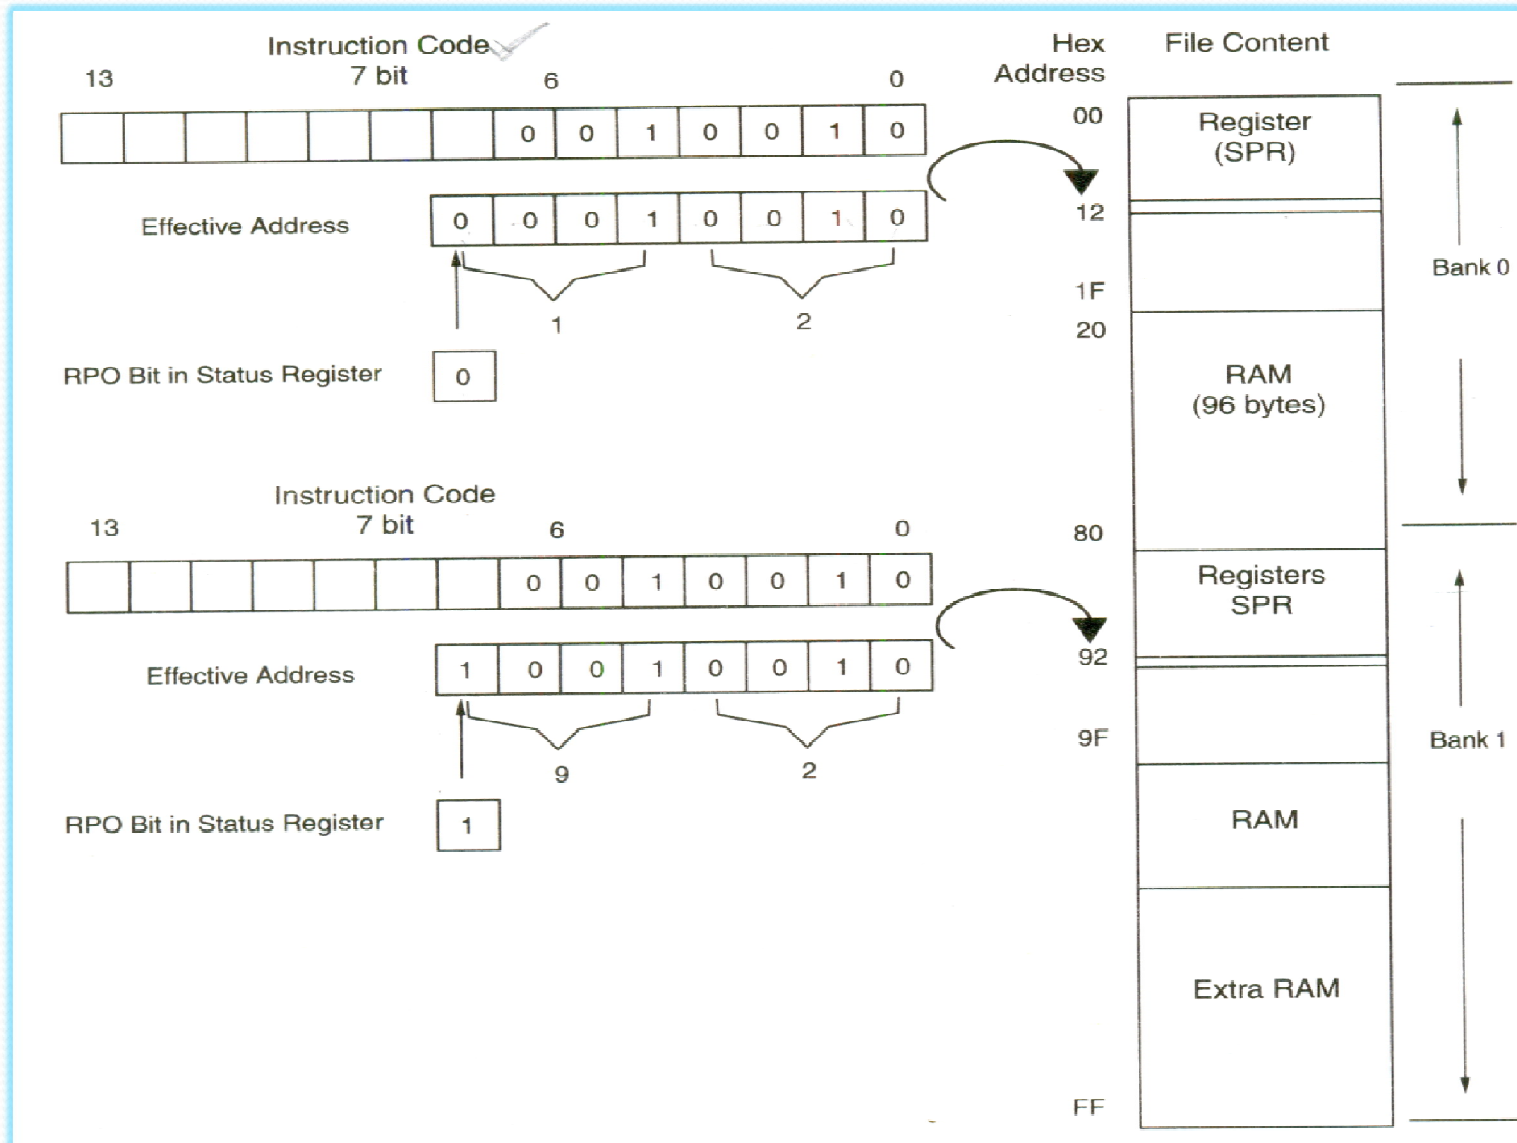 Instruction Code
7 bit
13 6 0
0 0 1 0 0 1 0
Effective Address 0 0 0 1 0 0 1 0
1 2
RPO Bit in Status Register 0
Instruction Code
7 bit
13 6 0
0 0 1 0 0 1 0
Effective Address 1 0 0 1 0 0 1 0
9 2
RPO Bit in Status Register 1
Hex
Address
00
12
1F
20
80
92
9F
FF
File Content
Register
(SPR)
RAM
(96 bytes)
Registers
SPR
RAM
Extra RAM
Bank 0
Bank 1